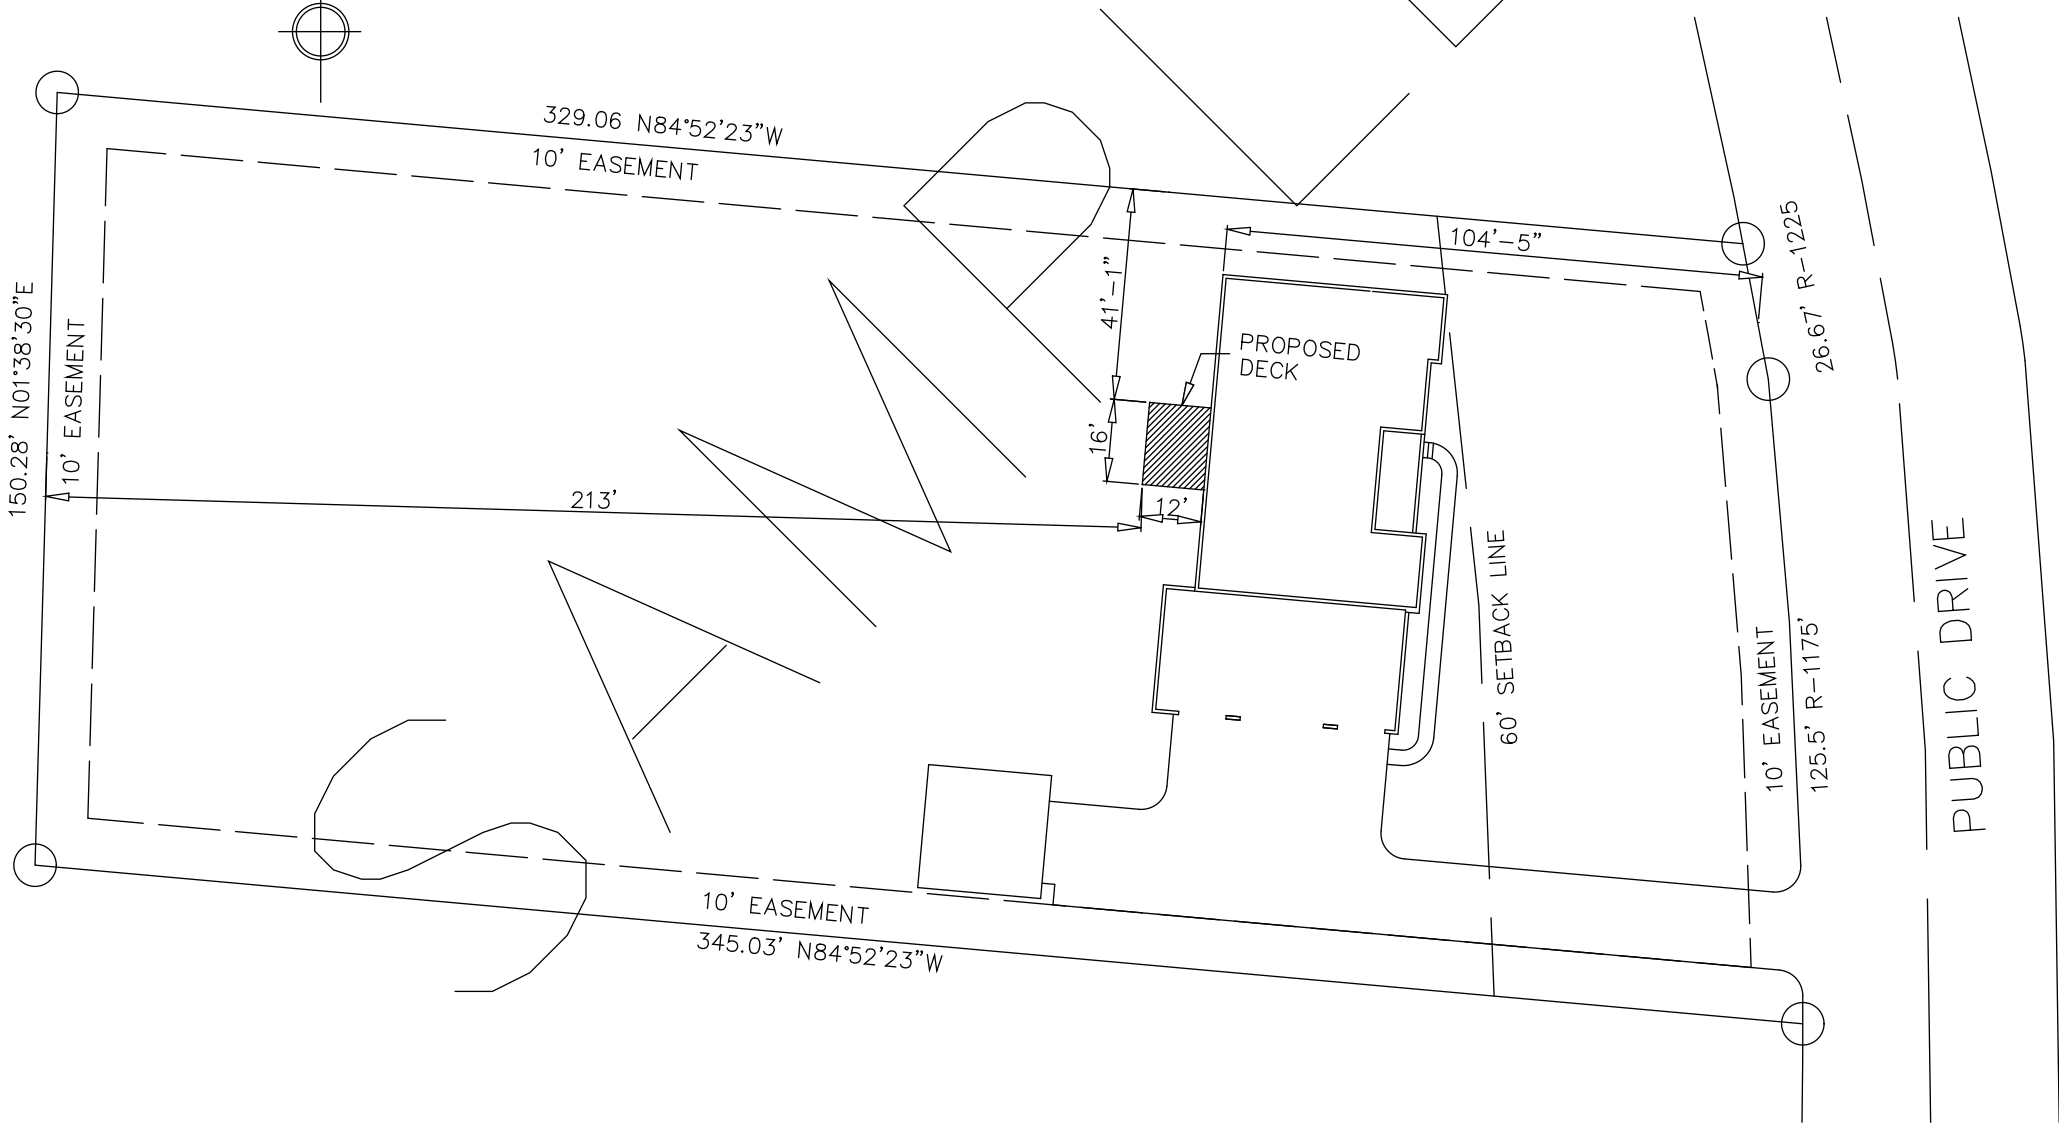 329.06 N84°52'23"W
10' EASEMENT
104'-5"
26.67' R-1225
41'-1"
PROPOSED
DECK
150.28' N01°38'30"E
10' EASEMENT
16'
12'
213'
60' SETBACK LINE
10' EASEMENT
125.5' R-1175'
PUBLIC DRIVE
10' EASEMENT
345.03' N84°52'23"W
SAMPLE